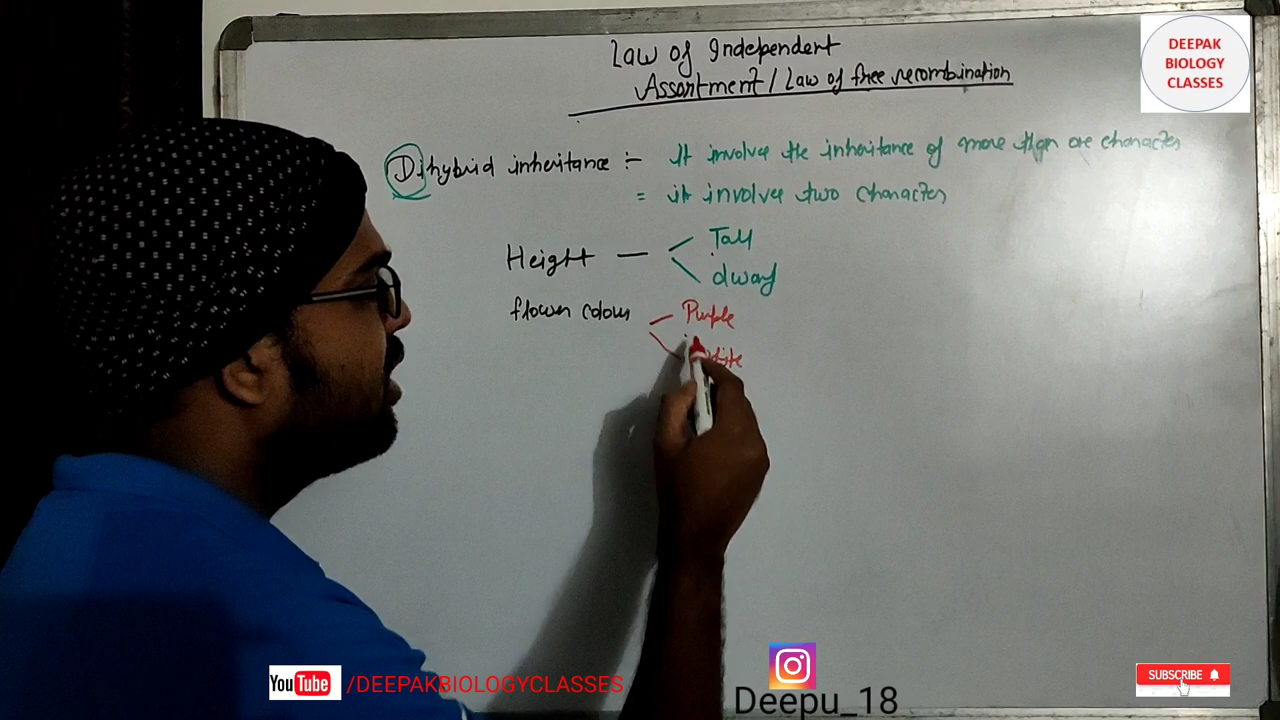 Law of Independent
Assortment / Law of free recombination
DEEPAK
BIOLOGY
CLASSES
Dihybrid inheritance :- It involve the inheritance of more than one character
= it involve two character
Height — Tall
dwarf
flower colour Purple
YouTube /DEEPAKBIOLOGYCLASSES
Deepu_18
SUBSCRIBE